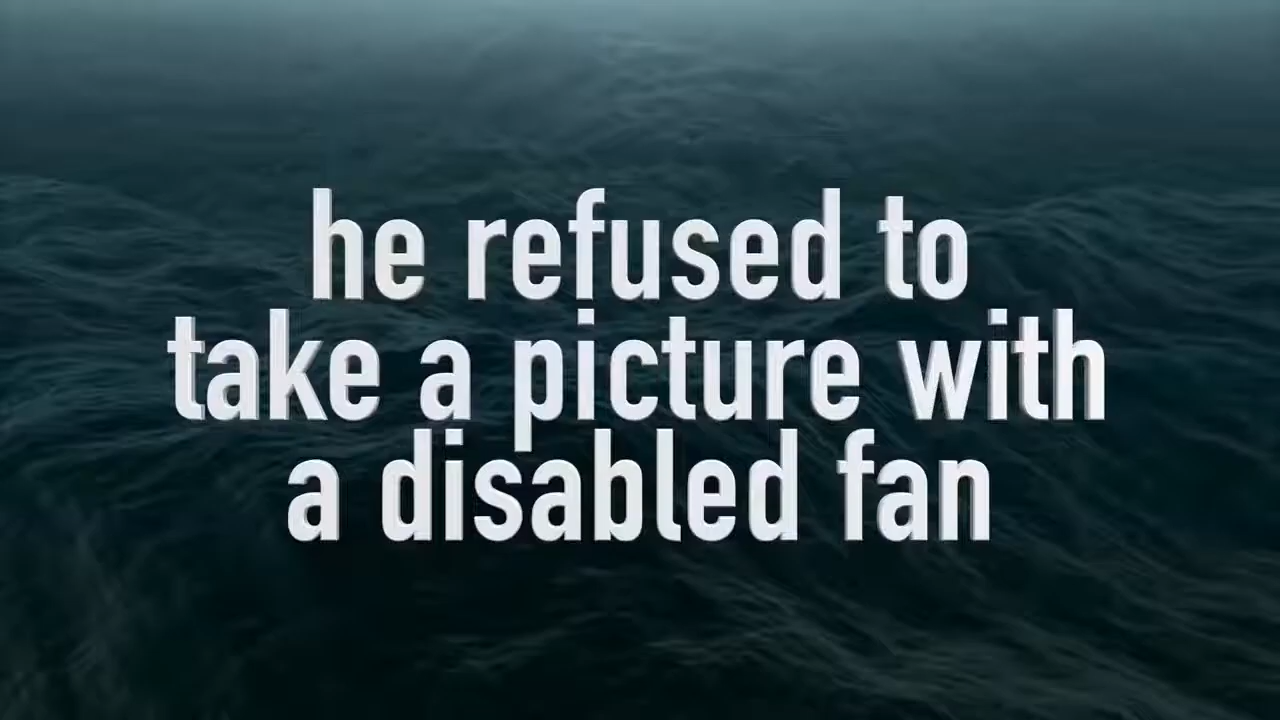 he refused to
take a picture with
a disabled fan